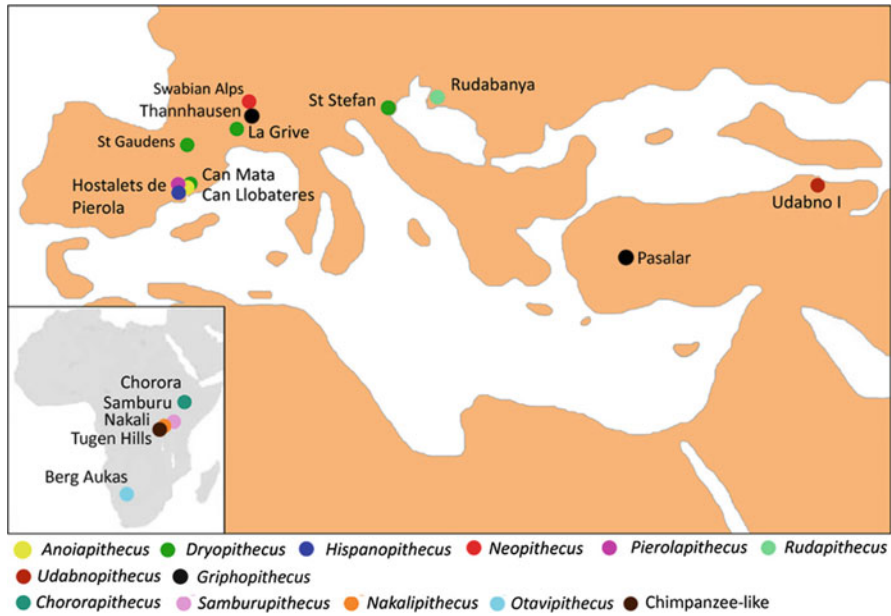 Swabian Alps
Thannhausen
La Grive
St Gaudens
St Stefan
Rudabanya
Hostalets de
Pierola
Can Mata
Can Llobateres
Udabno I
Pasalar
Chorora
Samburu
Nakali
Tugen Hills
Berg Aukas
Anoiapithecus Dryopithecus Hispanopithecus Neopithecus Pierolapithecus Rudapithecus
Udabnopithecus Griphopithecus
Chororapithecus Samburupithecus Nakalipithecus Otavipithecus Chimpanzee-like